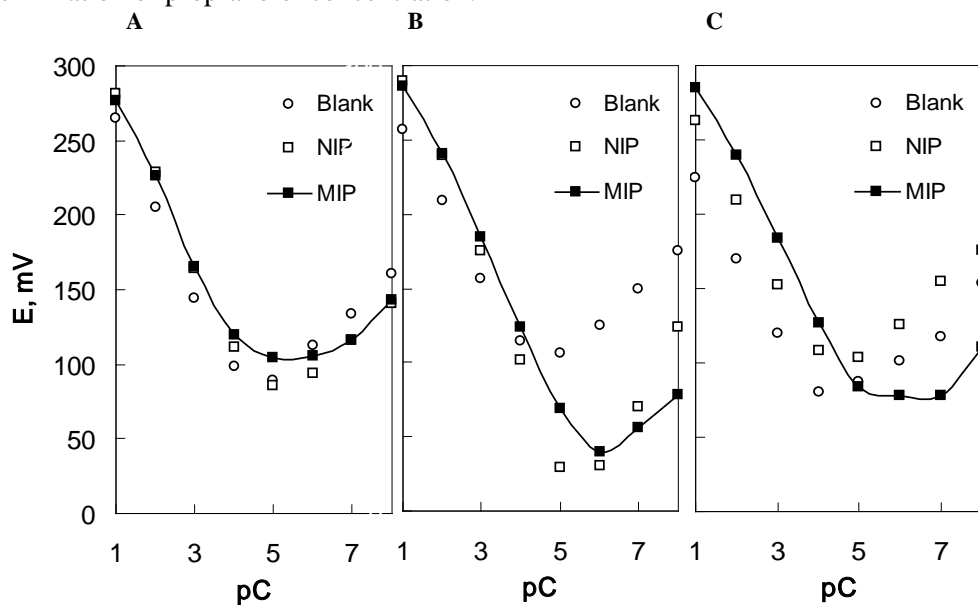 of propranolol concentration.
A B C
300
250
200
150
100
50
0
E, mV
Blank
NIP
MIP
Blank
NIP
MIP
Blank
NIP
MIP
1 3 5 7
1 3 5 7
1 3 5 7
pC
pC
pC